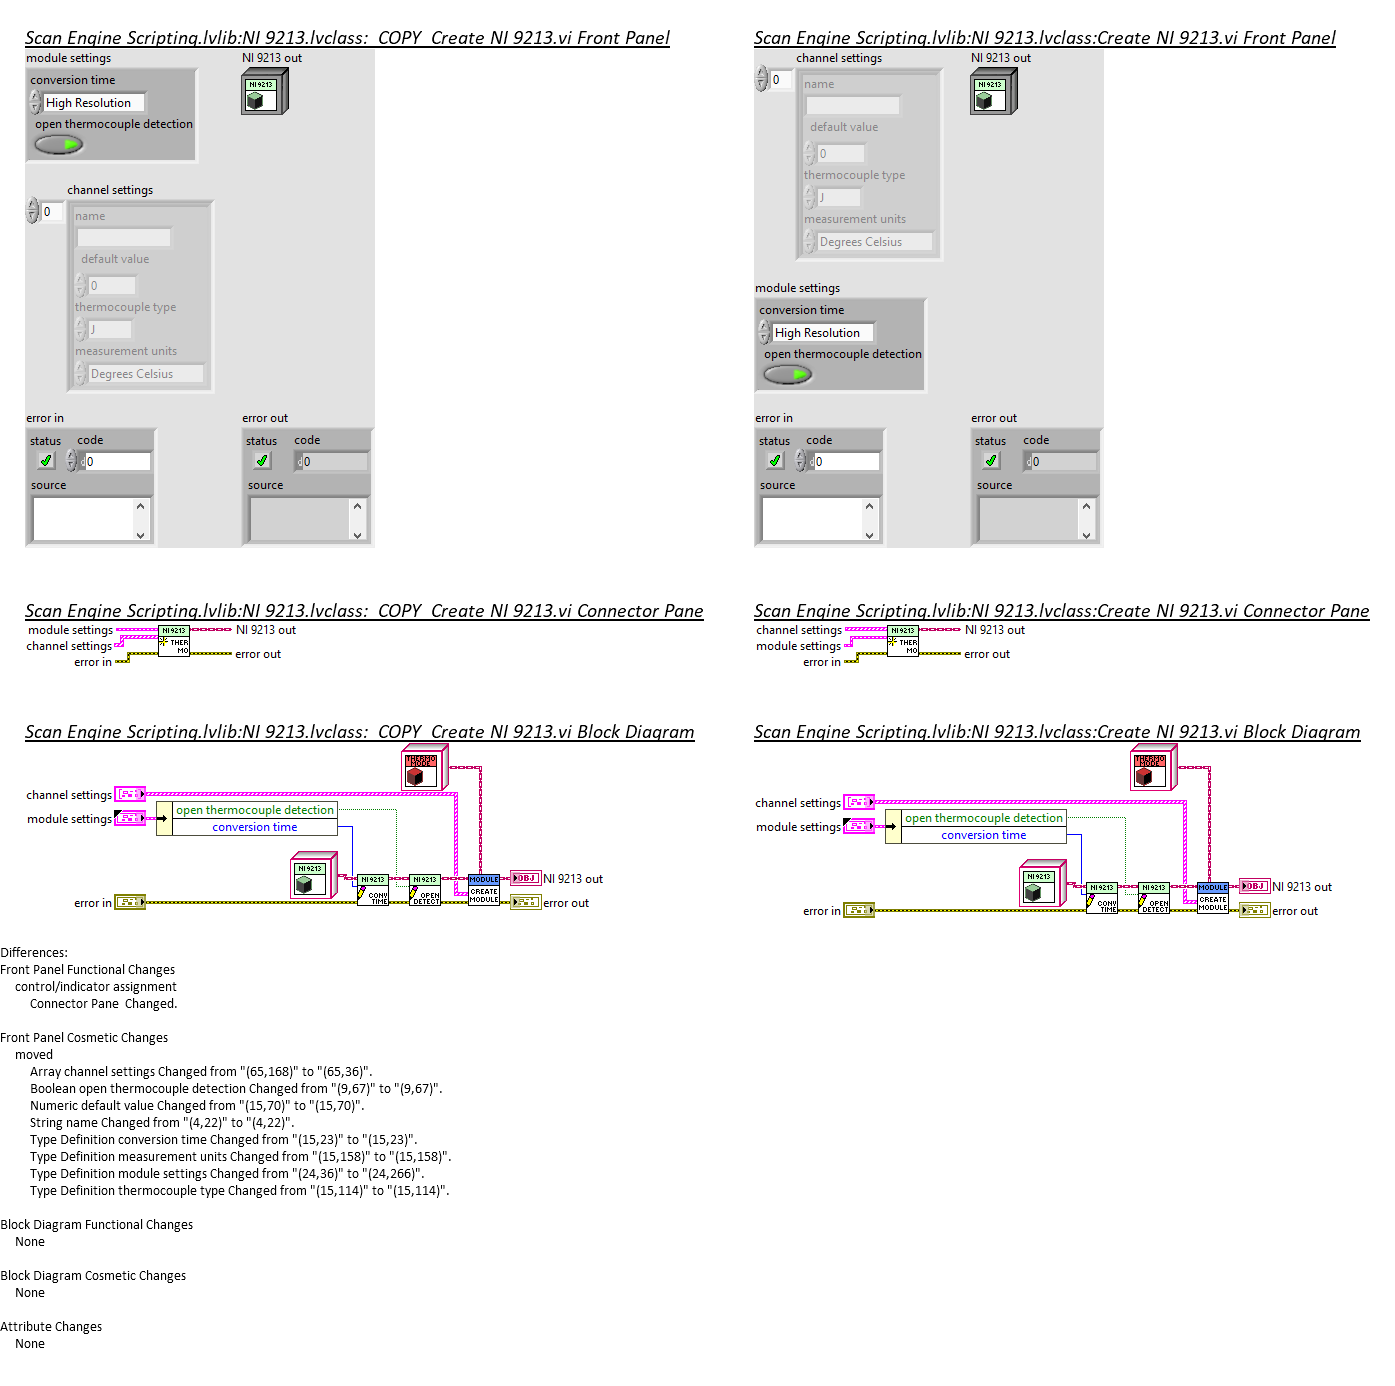 Scan Engine Scripting.lvlib:NI 9213.lvclass:_COPY_Create NI 9213.vi Front Panel
module settings
NI 9213 out
conversion time
High Resolution
open thermocouple detection
NI 9213
channel settings
0
name
default value
0
thermocouple type
J
measurement units
Degrees Celsius
error in
error out
status
code
status
code
0
0
source
source
Scan Engine Scripting.lvlib:NI 9213.lvclass:Create NI 9213.vi Front Panel
channel settings
NI 9213 out
0
name
NI 9213
default value
0
thermocouple type
J
measurement units
Degrees Celsius
module settings
conversion time
High Resolution
open thermocouple detection
error in
error out
status
code
status
code
0
0
source
source
Scan Engine Scripting.lvlib:NI 9213.lvclass:_COPY_Create NI 9213.vi Connector Pane
module settings
NI 9213
NI 9213 out
channel settings
THER
MO
error in
error out
Scan Engine Scripting.lvlib:NI 9213.lvclass:Create NI 9213.vi Connector Pane
channel settings
NI 9213
NI 9213 out
module settings
THER
MO
error in
error out
Scan Engine Scripting.lvlib:NI 9213.lvclass:_COPY_Create NI 9213.vi Block Diagram
THERMO
MODE
channel settings
module settings
open thermocouple detection
conversion time
NI 9213
NI 9213
CONV
TIME
NI 9213
OPEN
DETECT
MODULE
CREATE
MODULE
OBJ
NI 9213 out
error in
error out
Scan Engine Scripting.lvlib:NI 9213.lvclass:Create NI 9213.vi Block Diagram
THERMO
MODE
channel settings
module settings
open thermocouple detection
conversion time
NI 9213
NI 9213
CONV
TIME
NI 9213
OPEN
DETECT
MODULE
CREATE
MODULE
OBJ
NI 9213 out
error in
error out
Differences:
Front Panel Functional Changes
control/indicator assignment
Connector Pane  Changed.
Front Panel Cosmetic Changes
moved
Array channel settings Changed from "(65,168)" to "(65,36)".
Boolean open thermocouple detection Changed from "(9,67)" to "(9,67)".
Numeric default value Changed from "(15,70)" to "(15,70)".
String name Changed from "(4,22)" to "(4,22)".
Type Definition conversion time Changed from "(15,23)" to "(15,23)".
Type Definition measurement units Changed from "(15,158)" to "(15,158)".
Type Definition module settings Changed from "(24,36)" to "(24,266)".
Type Definition thermocouple type Changed from "(15,114)" to "(15,114)".
Block Diagram Functional Changes
None
Block Diagram Cosmetic Changes
None
Attribute Changes
None